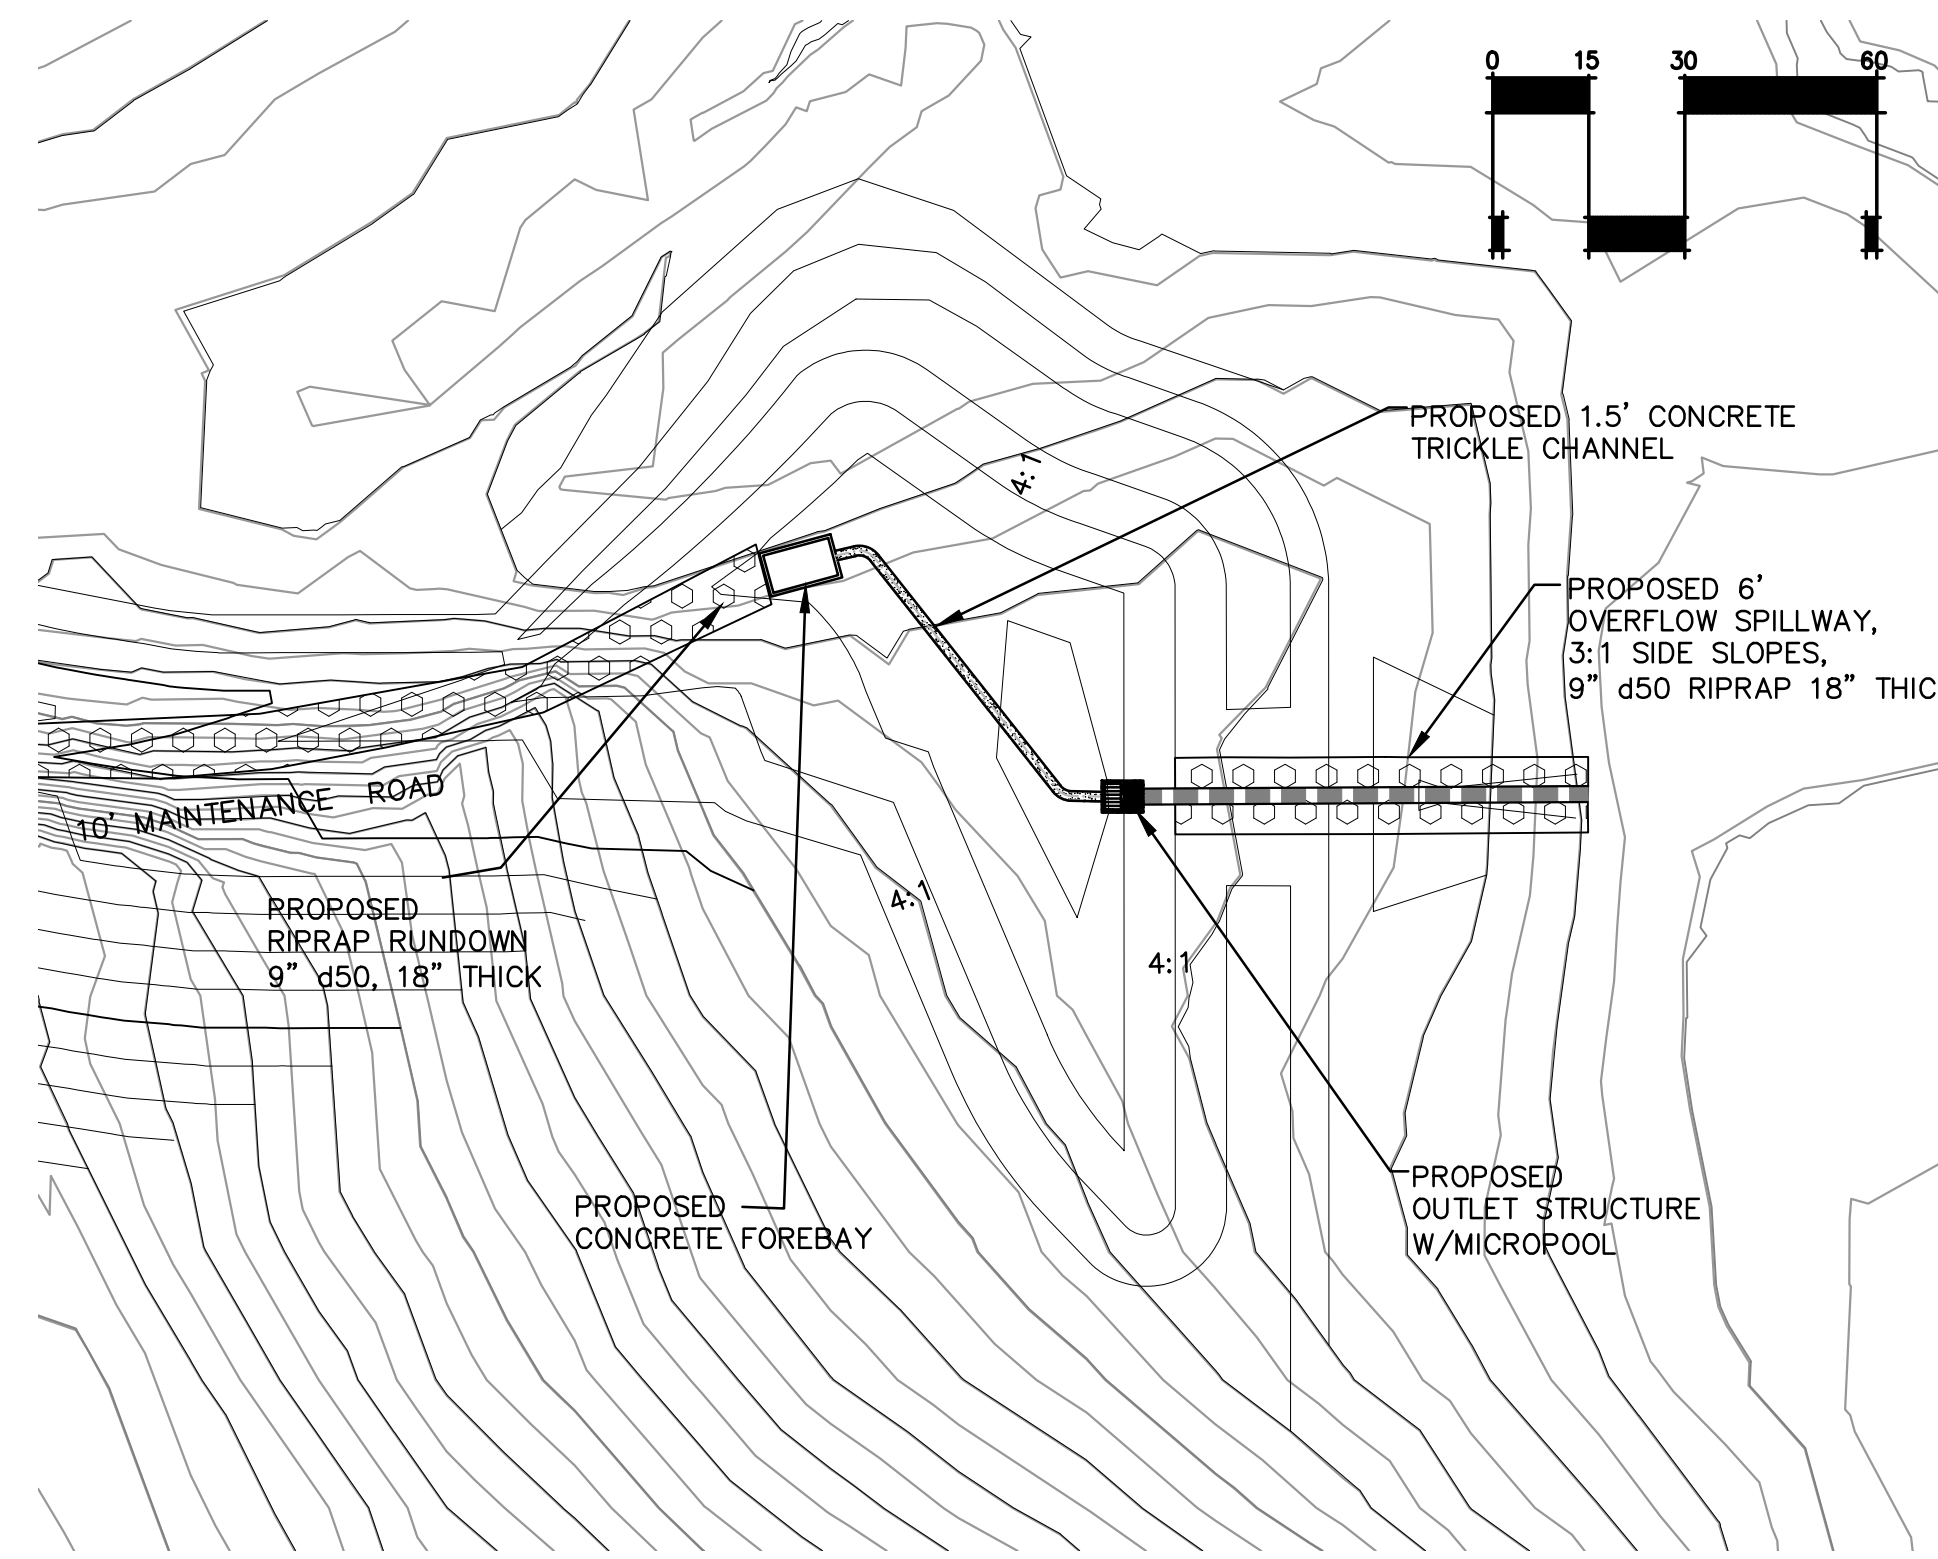 0 15 30 60
PROPOSED 1.5' CONCRETE
TRICKLE CHANNEL
4:1
PROPOSED 6'
OVERFLOW SPILLWAY,
3:1 SIDE SLOPES,
9" d50 RIPRAP 18" THIC
10' MAINTENANCE ROAD
4:1
PROPOSED
RIPRAP RUNDOWN
9" d50, 18" THICK
4:1
PROPOSED
CONCRETE FOREBAY
PROPOSED
OUTLET STRUCTURE
W/MICROPOOL